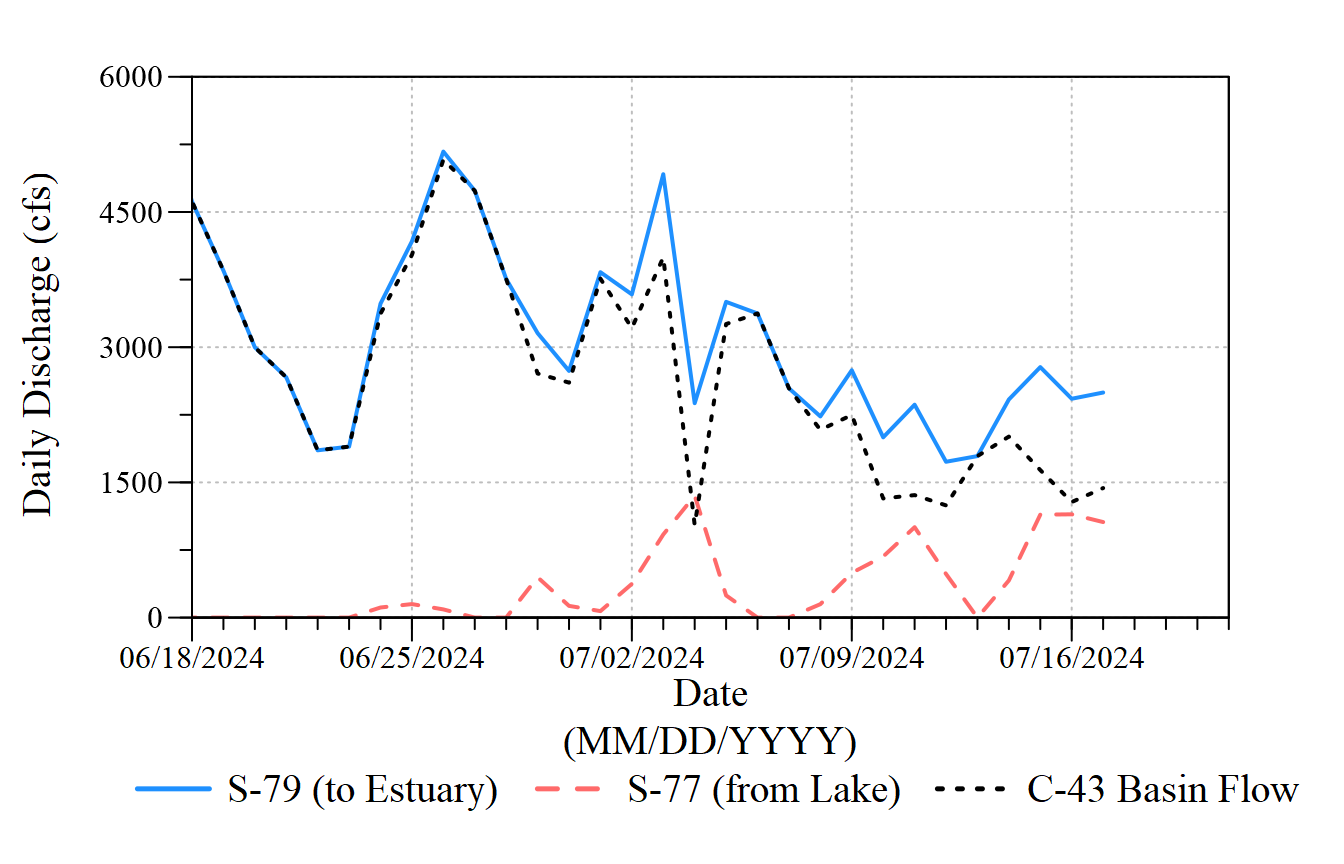 6000
4500
3000
1500
0
Daily Discharge (cfs)
06/18/2024 06/25/2024 07/02/2024 07/09/2024 07/16/2024
Date
(MM/DD/YYYY)
S-79 (to Estuary) S-77 (from Lake) C-43 Basin Flow